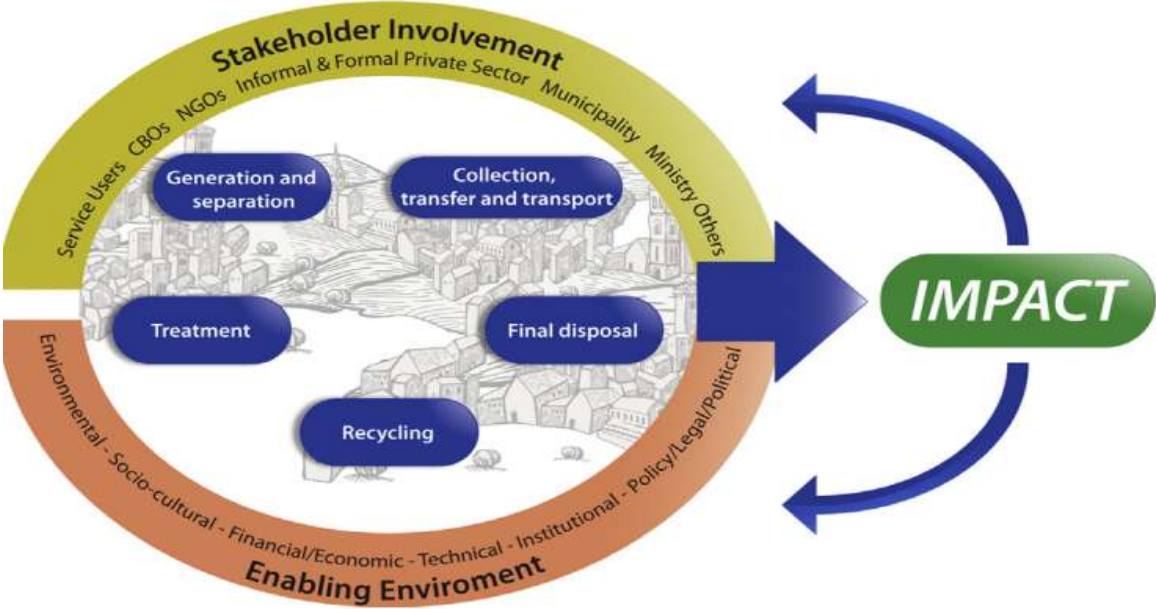 Stakeholder Involvement
Service Users CBOs NGOs Informal & Formal Private Sector Municipality Ministry Others
Generation and
separation
Collection,
transfer and transport
Treatment
Final disposal
Recycling
IMPACT
Environmental - Socio-cultural - Financial/Economic - Technical - Institutional - Policy/Legal/Political
Enabling Enviroment